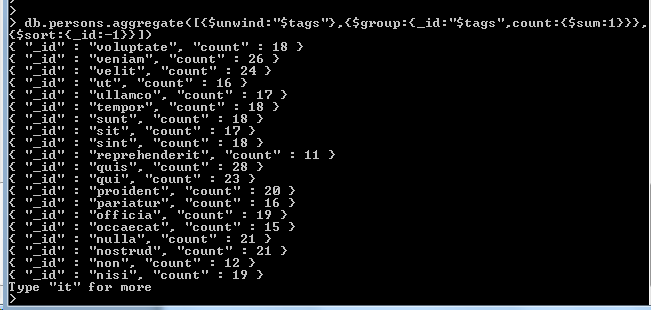 >
> db.persons.aggregate([{$unwind:"$tags"},{$group:{_id:"$tags",count:{$sum:1}}},
{$sort:{_id:-1}}])
{ "_id" : "voluptate", "count" : 18 }
{ "_id" : "veniam", "count" : 26 }
{ "_id" : "velit", "count" : 24 }
{ "_id" : "ut", "count" : 16 }
{ "_id" : "ullamco", "count" : 17 }
{ "_id" : "tempor", "count" : 18 }
{ "_id" : "sunt", "count" : 18 }
{ "_id" : "sit", "count" : 17 }
{ "_id" : "sint", "count" : 18 }
{ "_id" : "reprehenderit", "count" : 11 }
{ "_id" : "quis", "count" : 28 }
{ "_id" : "qui", "count" : 23 }
{ "_id" : "proident", "count" : 20 }
{ "_id" : "pariatur", "count" : 16 }
{ "_id" : "officia", "count" : 19 }
{ "_id" : "occaecat", "count" : 15 }
{ "_id" : "nulla", "count" : 21 }
{ "_id" : "nostrud", "count" : 21 }
{ "_id" : "non", "count" : 12 }
{ "_id" : "nisi", "count" : 19 }
Type "it" for more
>